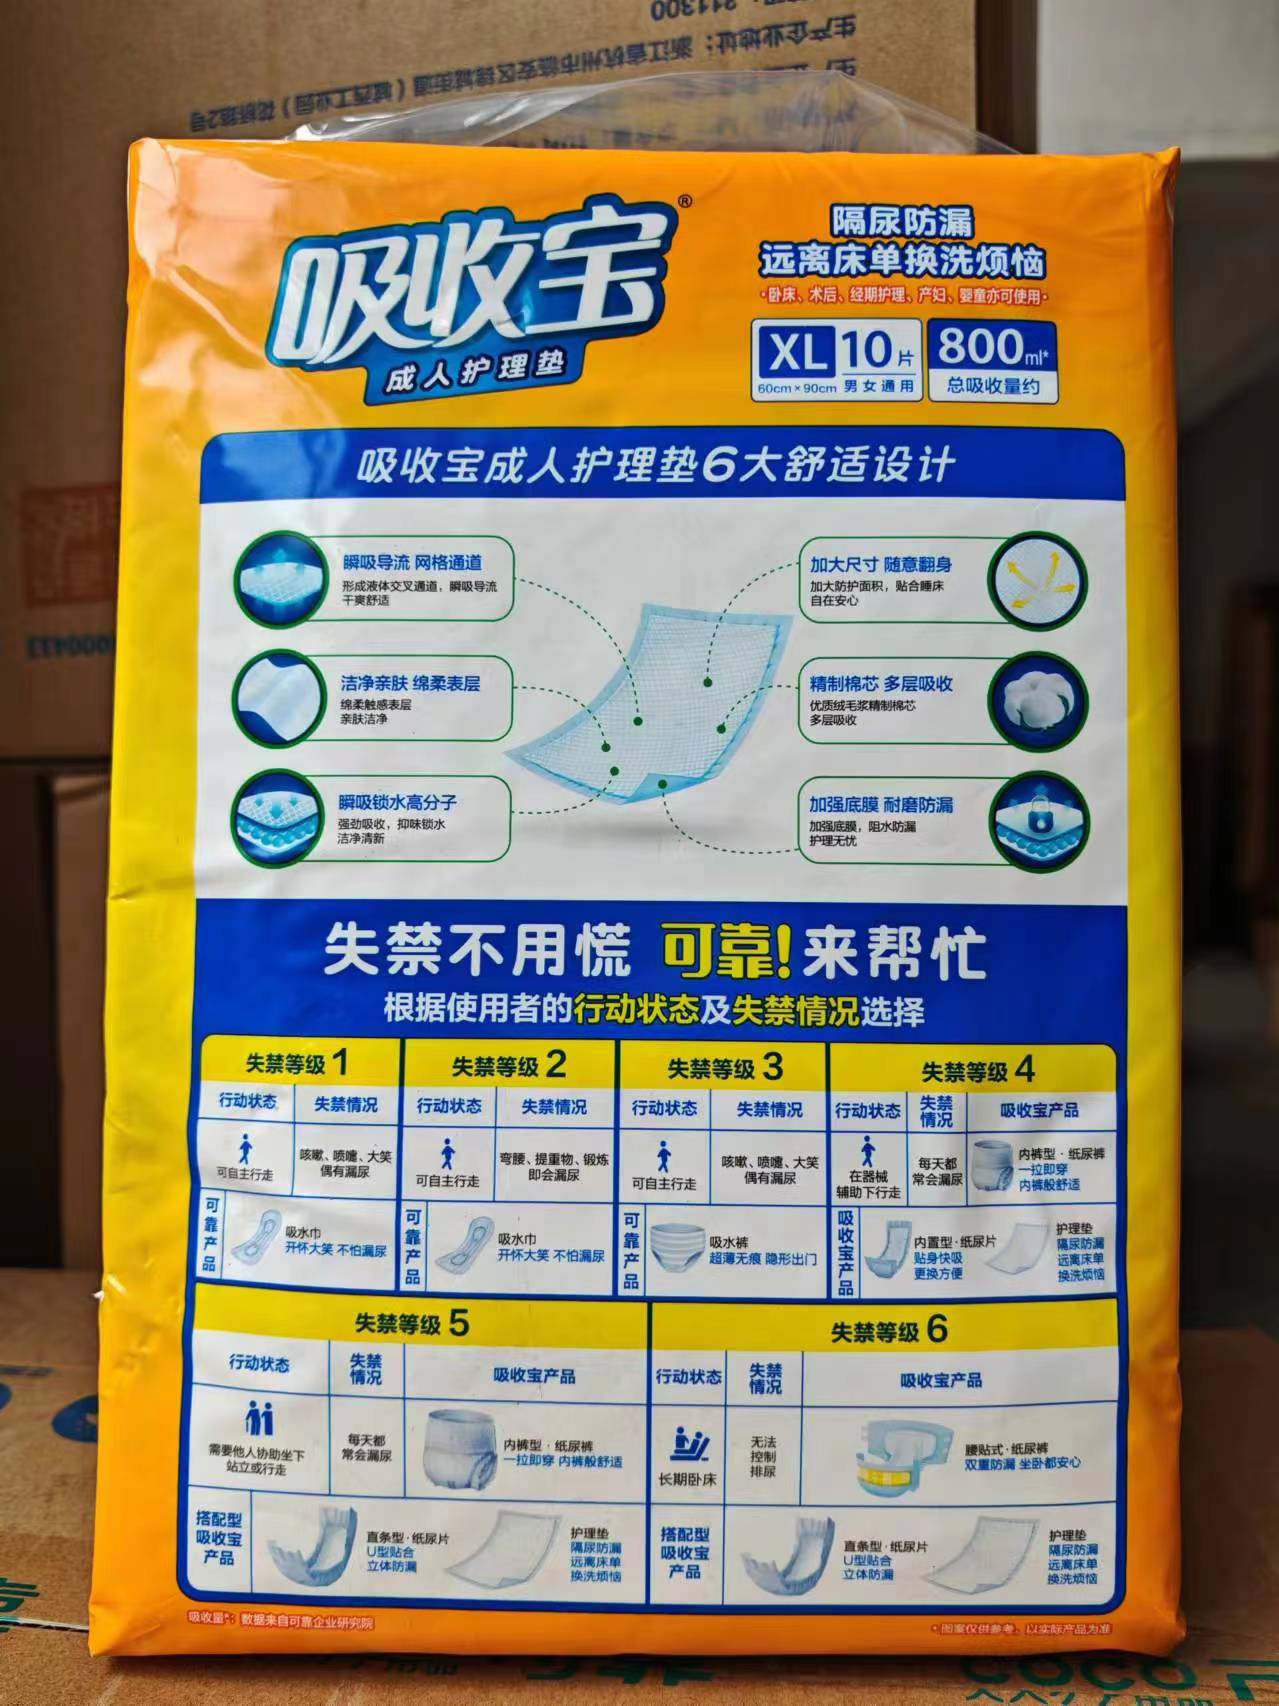 311300
生产企业地址：浙江省杭州市临安区锦城街道（城西工业园）花桥路2号
吸收宝®
成人护理垫
隔尿防漏
远离床单换洗烦恼
·卧床、术后、经期护理、产妇、婴童亦可使用·
XL 10片
60cm×90cm 男女通用
800ml*
总吸收量约
吸收宝成人护理垫6大舒适设计
瞬吸导流 网格通道
形成液体交叉通道，瞬吸导流
干爽舒适
加大尺寸 随意翻身
加大防护面积，贴合睡床
自在安心
洁净亲肤 绵柔表层
绵柔触感表层
亲肤洁净
精制棉芯 多层吸收
优质绒毛浆精制棉芯
多层吸收
瞬吸锁水高分子
强劲吸收，抑味锁水
洁净清新
加强底膜 耐磨防漏
加强底膜，阻水防漏
护理无忧
失禁不用慌 可靠!来帮忙
根据使用者的行动状态及失禁情况选择
失禁等级1
行动状态
失禁情况
可自主行走
咳嗽、喷嚏、大笑
偶有漏尿
可靠产品
吸水巾
开怀大笑 不怕漏尿
失禁等级2
行动状态
失禁情况
可自主行走
弯腰、提重物、锻炼
即会漏尿
可靠产品
吸水巾
开怀大笑 不怕漏尿
失禁等级3
行动状态
失禁情况
可自主行走
咳嗽、喷嚏、大笑
偶有漏尿
可靠产品
吸水裤
超薄无痕 隐形出门
失禁等级4
行动状态
失禁
情况
吸收宝产品
在器械
辅助下行走
每天都
常会漏尿
内裤型·纸尿裤
一拉即穿
内裤般舒适
吸收宝产品
内置型·纸尿片
贴身快吸
更换方便
护理垫
隔尿防漏
远离床单
换洗烦恼
失禁等级5
行动状态
失禁
情况
吸收宝产品
需要他人协助坐下
站立或行走
每天都
常会漏尿
内裤型·纸尿裤
一拉即穿 内裤般舒适
搭配型
吸收宝
产品
直条型·纸尿片
U型贴合
立体防漏
护理垫
隔尿防漏
远离床单
换洗烦恼
失禁等级6
行动状态
失禁
情况
吸收宝产品
长期卧床
无法
控制
排尿
腰贴式·纸尿裤
双重防漏 坐卧都安心
搭配型
吸收宝
产品
直条型·纸尿片
U型贴合
立体防漏
护理垫
隔尿防漏
远离床单
换洗烦恼
吸收量*：数据来自可靠企业研究院
·图案仅供参考，以实际产品为准